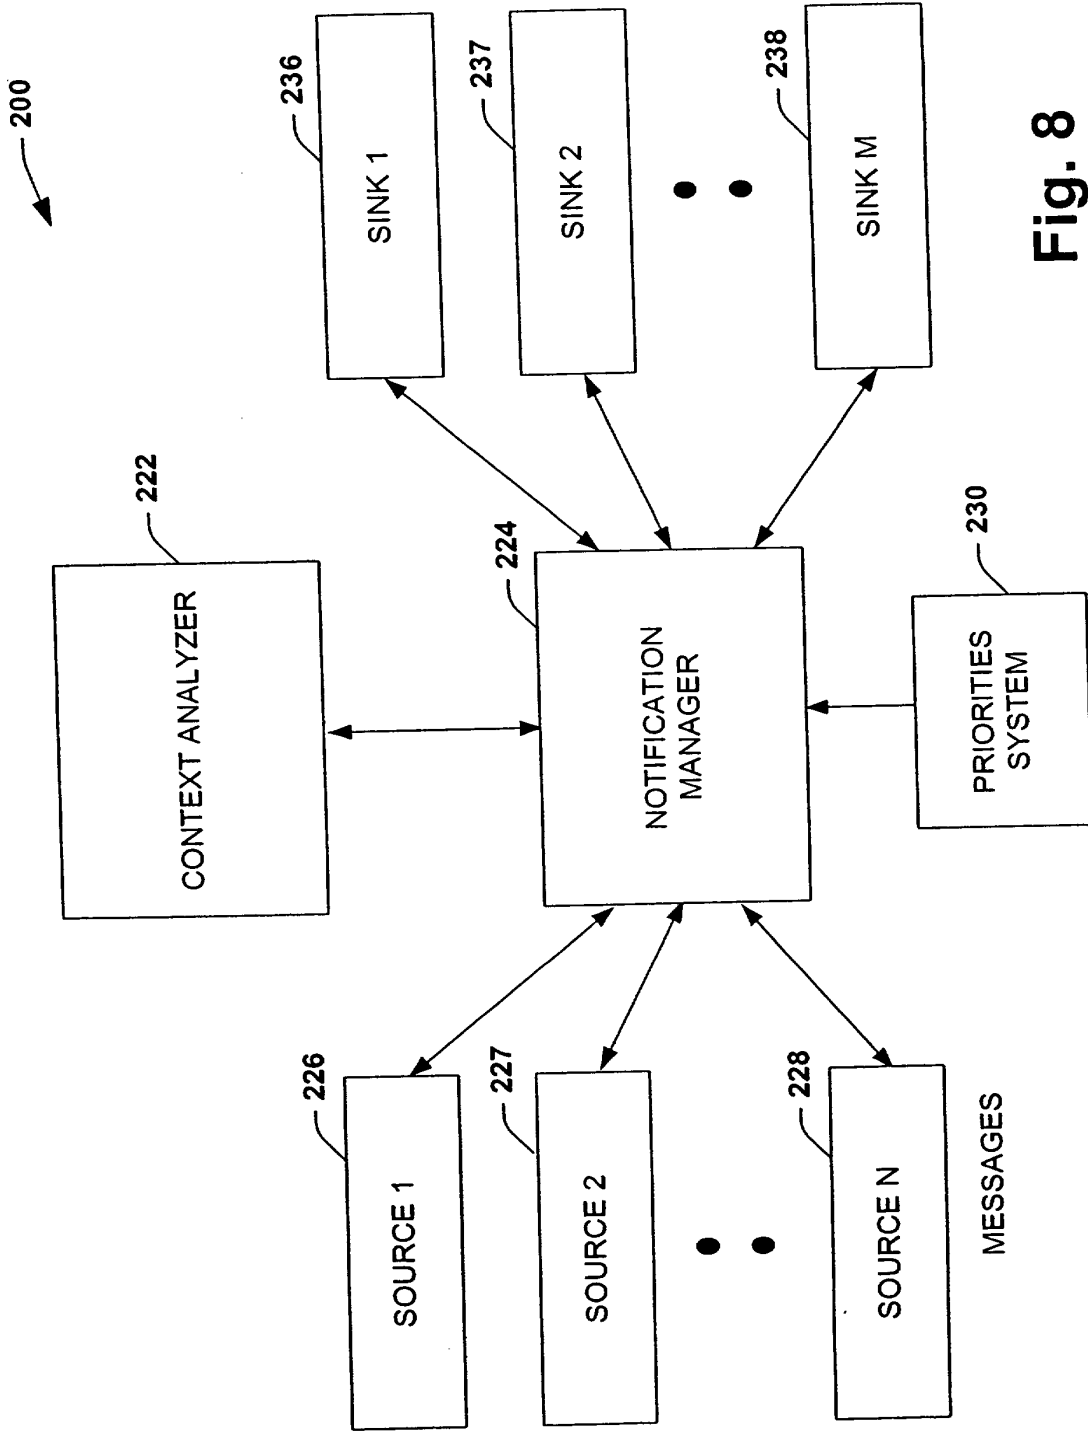 200
CONTEXT ANALYZER
222
226
SOURCE 1
227
SOURCE 2
228
SOURCE N
MESSAGES
224
NOTIFICATION
MANAGER
230
PRIORITIES
SYSTEM
236
SINK 1
237
SINK 2
238
SINK M
Fig. 8